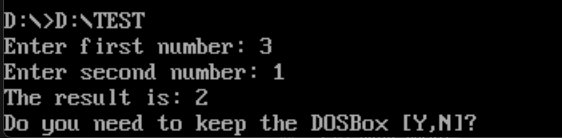 D:\>D:\TEST
Enter first number: 3
Enter second number: 1
The result is: 2
Do you need to keep the DOSBox [Y,N]?